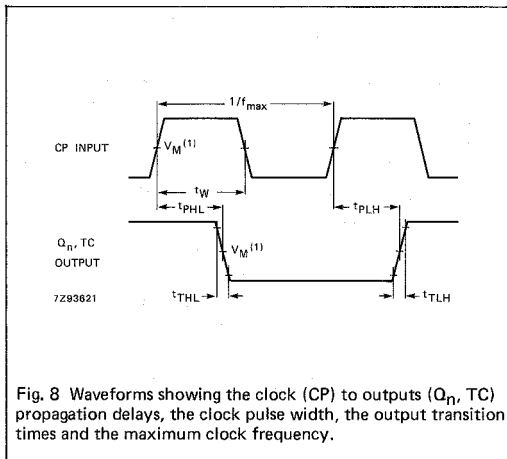 1/fmax
CP INPUT
VM(1)
tW
tPHL
tPLH
Qn, TC
OUTPUT
VM(1)
7Z93621
tTHL
tTLH
Fig. 8 Waveforms showing the clock (CP) to outputs (Qn, TC)
propagation delays, the clock pulse width, the output transition
times and the maximum clock frequency.